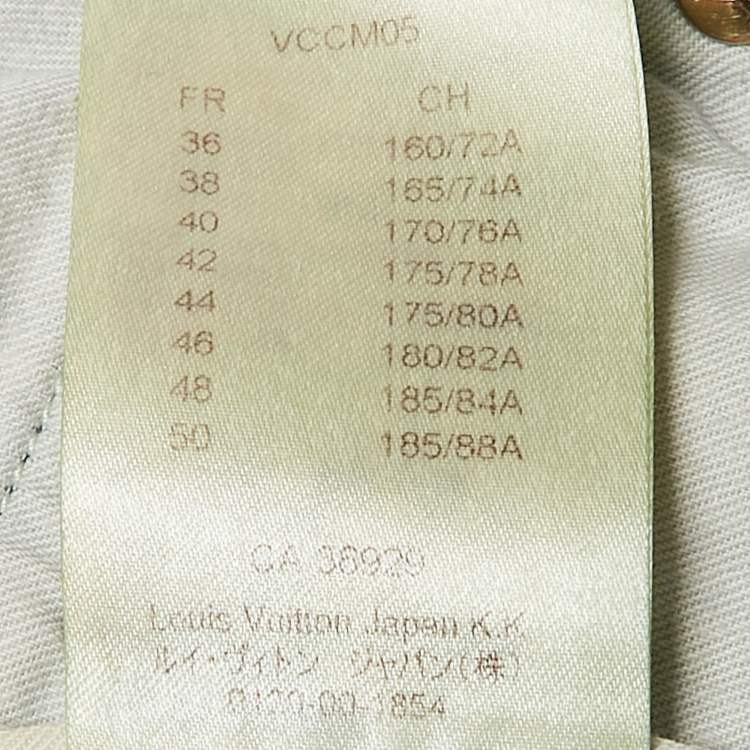 VCCM05
FR CH
36 160/72A
38 165/74A
40 170/76A
42 175/78A
44 175/80A
46 180/82A
48 185/84A
50 185/88A
CA 36929
Louis Vuitton Japan K.K
ルイ・ヴィトン ジャパン(株)
0120-00-1854